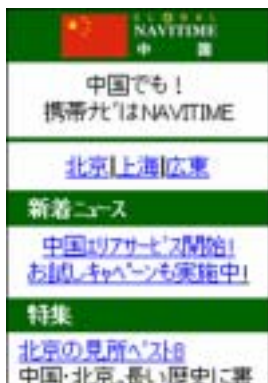 GLOBAL
NAVITIME
中 国
中国でも！
携帯ﾅﾋﾞはNAVITIME
北京|上海|広東
新着ﾆｭｰｽ
中国ｴﾘｱｻｰﾋﾞｽ開始!
お試しｷｬﾝﾍﾟｰﾝも実施中!
特集
北京の見所ﾍﾞｽﾄ8
中国･北京｡長い歴史に裏